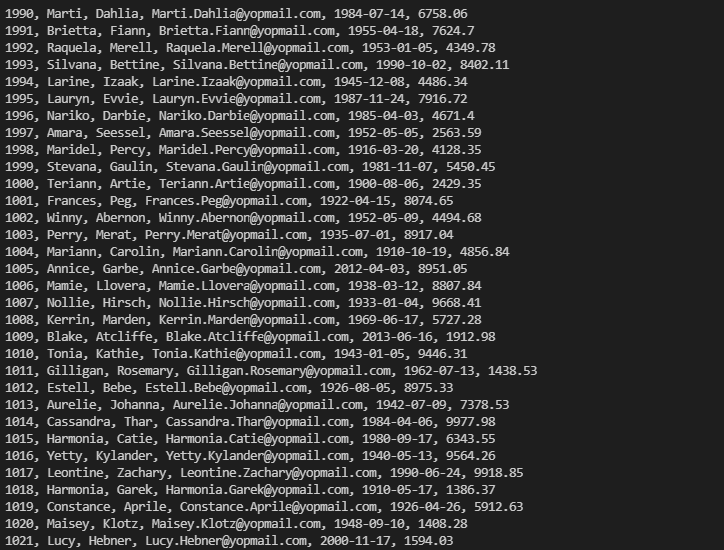 1990, Marti, Dahlia, Marti.Dahlia@yopmail.com, 1984-07-14, 6758.06
1991, Brietta, Fiann, Brietta.Fiann@yopmail.com, 1955-04-18, 7624.7
1992, Raquela, Merell, Raquela.Merell@yopmail.com, 1953-01-05, 4349.78
1993, Silvana, Bettine, Silvana.Bettine@yopmail.com, 1990-10-02, 8402.11
1994, Larine, Izaak, Larine.Izaak@yopmail.com, 1945-12-08, 4486.34
1995, Lauryn, Evvie, Lauryn.Evvie@yopmail.com, 1987-11-24, 7916.72
1996, Nariko, Darbie, Nariko.Darbie@yopmail.com, 1985-04-03, 4671.4
1997, Amara, Seessel, Amara.Seessel@yopmail.com, 1952-05-05, 2563.59
1998, Maridel, Percy, Maridel.Percy@yopmail.com, 1916-03-20, 4128.35
1999, Stevana, Gaulin, Stevana.Gaulin@yopmail.com, 1981-11-07, 5450.45
1000, Teriann, Artie, Teriann.Artie@yopmail.com, 1900-08-06, 2429.35
1001, Frances, Peg, Frances.Peg@yopmail.com, 1922-04-15, 8074.65
1002, Winny, Abernon, Winny.Abernon@yopmail.com, 1952-05-09, 4494.68
1003, Perry, Merat, Perry.Merat@yopmail.com, 1935-07-01, 8917.04
1004, Mariann, Carolin, Mariann.Carolin@yopmail.com, 1910-10-19, 4856.84
1005, Annice, Garbe, Annice.Garbe@yopmail.com, 2012-04-03, 8951.05
1006, Mamie, Llovera, Mamie.Llovera@yopmail.com, 1938-03-12, 8807.84
1007, Nollie, Hirsch, Nollie.Hirsch@yopmail.com, 1933-01-04, 9668.41
1008, Kerrin, Marden, Kerrin.Marden@yopmail.com, 1969-06-17, 5727.28
1009, Blake, Atcliffe, Blake.Atcliffe@yopmail.com, 2013-06-16, 1912.98
1010, Tonia, Kathie, Tonia.Kathie@yopmail.com, 1943-01-05, 9446.31
1011, Gilligan, Rosemary, Gilligan.Rosemary@yopmail.com, 1962-07-13, 1438.53
1012, Estell, Bebe, Estell.Bebe@yopmail.com, 1926-08-05, 8975.33
1013, Aurelie, Johanna, Aurelie.Johanna@yopmail.com, 1942-07-09, 7378.53
1014, Cassandra, Thar, Cassandra.Thar@yopmail.com, 1984-04-06, 9977.98
1015, Harmonia, Catie, Harmonia.Catie@yopmail.com, 1980-09-17, 6343.55
1016, Yetty, Kylander, Yetty.Kylander@yopmail.com, 1940-05-13, 9564.26
1017, Leontine, Zachary, Leontine.Zachary@yopmail.com, 1990-06-24, 9918.85
1018, Harmonia, Garek, Harmonia.Garek@yopmail.com, 1910-05-17, 1386.37
1019, Constance, Aprile, Constance.Aprile@yopmail.com, 1926-04-26, 5912.63
1020, Maisey, Klotz, Maisey.Klotz@yopmail.com, 1948-09-10, 1408.28
1021, Lucy, Hebner, Lucy.Hebner@yopmail.com, 2000-11-17, 1594.03